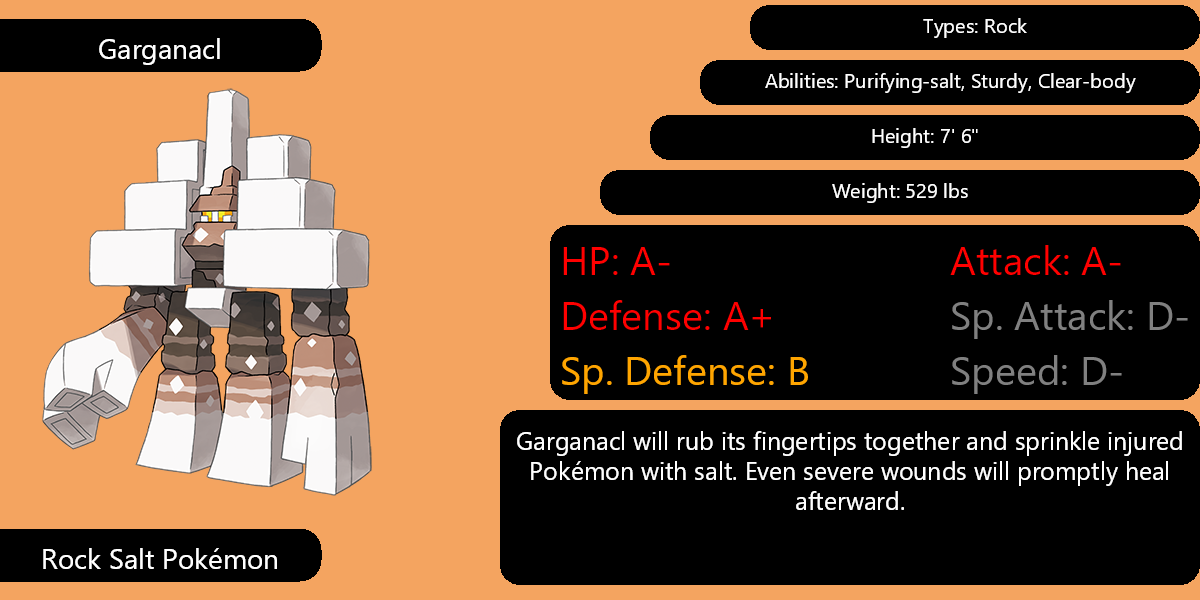 Garganacl
Types: Rock
Abilities: Purifying-salt, Sturdy, Clear-body
Height: 7' 6"
Weight: 529 lbs
HP: A-
Attack: A-
Defense: A+
Sp. Attack: D-
Sp. Defense: B
Speed: D-
Garganacl will rub its fingertips together and sprinkle injured
Pokémon with salt. Even severe wounds will promptly heal
afterward.
Rock Salt Pokémon